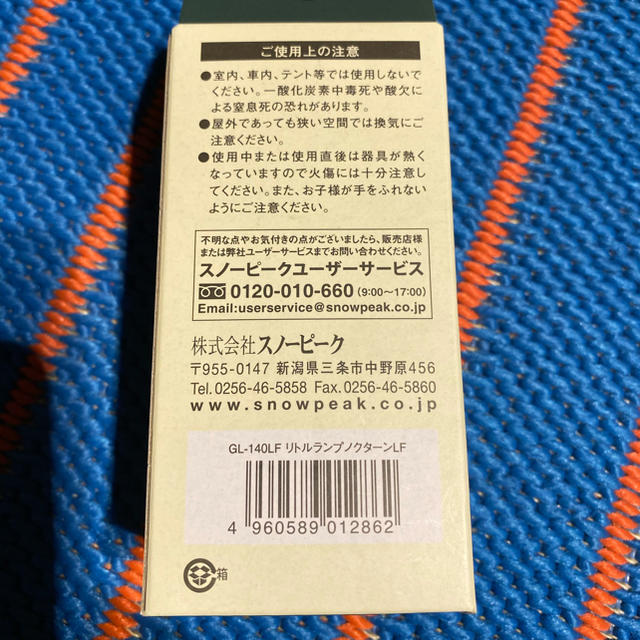 ご使用上の注意
●室内、車内、テント等では使用しないで
ください。一酸化炭素中毒死や酸欠に
よる窒息死の恐れがあります。
●屋外であっても狭い空間では換気にご
注意ください。
●使用中または使用直後は器具が熱く
なっていますので火傷には十分注意し
てください。また、お子様が手をふれない
ようにご注意ください。
不明な点やお気付きの点がございましたら、販売店様
または弊社ユーザーサービスまでお問い合わせください。
スノーピークユーザーサービス
0120-010-660 (9:00～17:00)
Email:userservice@snowpeak.co.jp
株式会社スノーピーク
〒955-0147 新潟県三条市中野原456
Tel.0256-46-5858 Fax.0256-46-5860
www.snowpeak.co.jp
GL-140LF リトルランプノクターンLF
4 960589 012862
箱